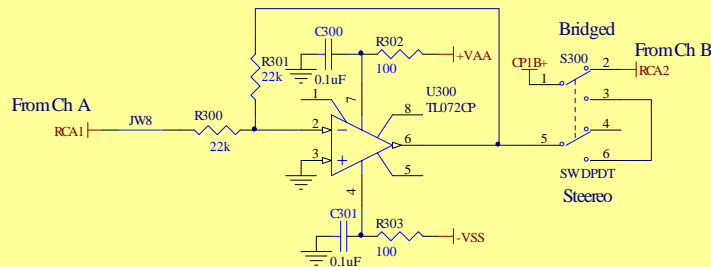 Bridged
C300
R302
S300
From Ch B
R301
+VAA
CP1B+
2
RCA2
22k
0.1uF
100
1
7
U300
TL072CP
3
From Ch A
1
8
RCA1
JW8
R300
2
6
5
4
22k
3
5
6
4
SWDPDT
C301
R303
Steereo
-VSS
0.1uF
100